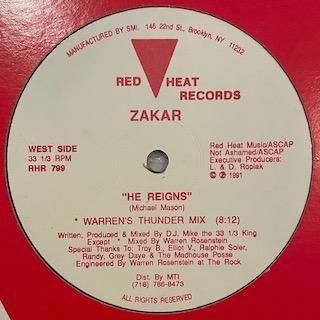 MANUFACTURED BY SMI. 146 22nd St., Brooklyn, NY 11232
RED HEAT
RECORDS
ZAKAR
WEST SIDE
33 1/3 RPM
RHR 799
Red Heat Music/ASCAP
Not Ashamed/ASCAP
Executive Producers:
L. & D. Ropiak
© ℗ 1991
"HE REIGNS"
(Michael Mason)
* WARREN'S THUNDER MIX (8:12)
Written, Produced & Mixed by D.J. Mike the 33 1/3 King
Except * Mixed By Warren Rosenstein
Special Thanks To: Troy B., Elliot V., Ralphie Soler,
Randy, Grey Daye & The Madhouse Posse
Engineered By Warren Rosenstein at The Rock
Dist. By MTI
(718) 766-8473
ALL RIGHTS RESERVED